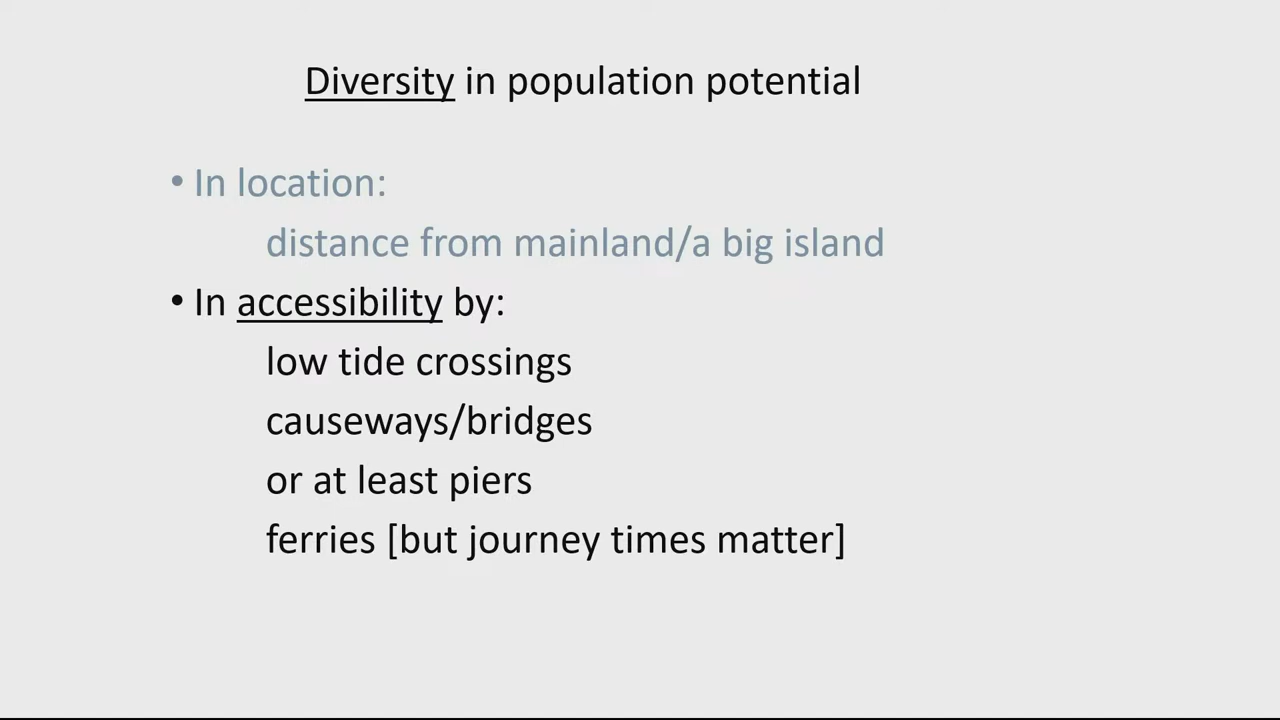 Diversity in population potential
• In location:
distance from mainland/a big island
• In accessibility by:
low tide crossings
causeways/bridges
or at least piers
ferries [but journey times matter]